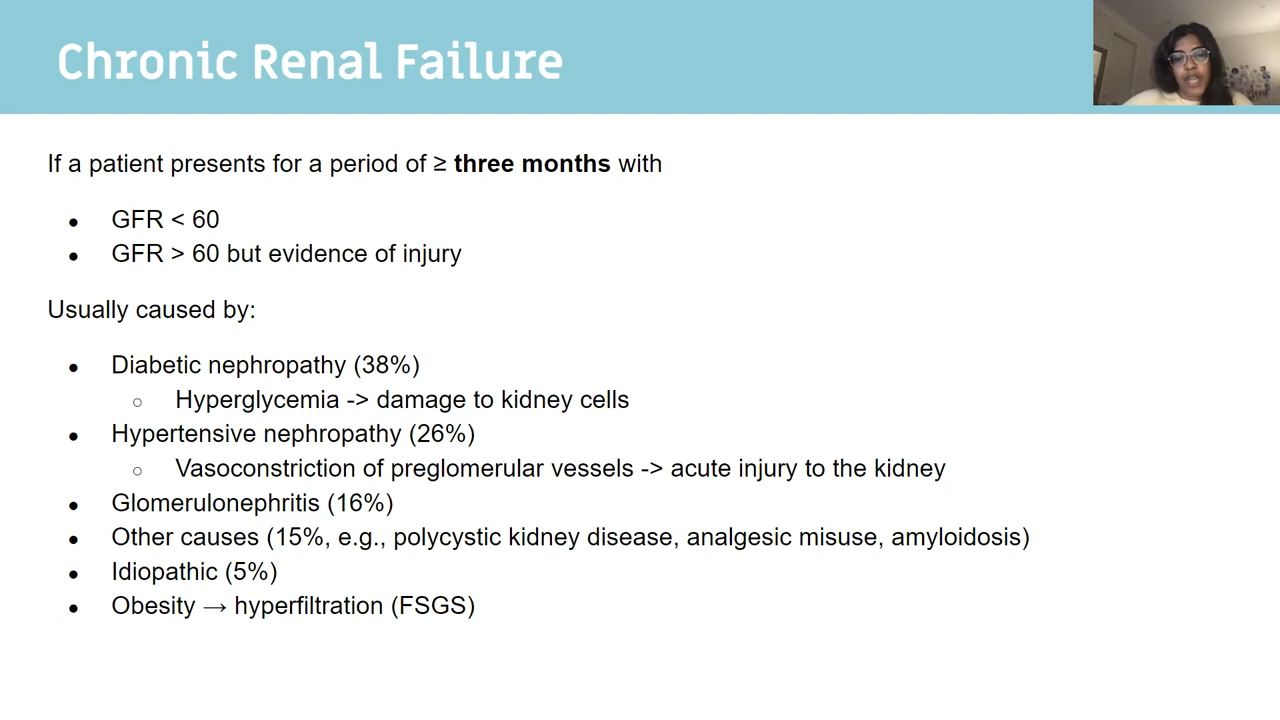 Chronic Renal Failure
If a patient presents for a period of ≥ three months with
● GFR < 60
● GFR > 60 but evidence of injury
Usually caused by:
● Diabetic nephropathy (38%)
○ Hyperglycemia -> damage to kidney cells
● Hypertensive nephropathy (26%)
○ Vasoconstriction of preglomerular vessels -> acute injury to the kidney
● Glomerulonephritis (16%)
● Other causes (15%, e.g., polycystic kidney disease, analgesic misuse, amyloidosis)
● Idiopathic (5%)
● Obesity → hyperfiltration (FSGS)